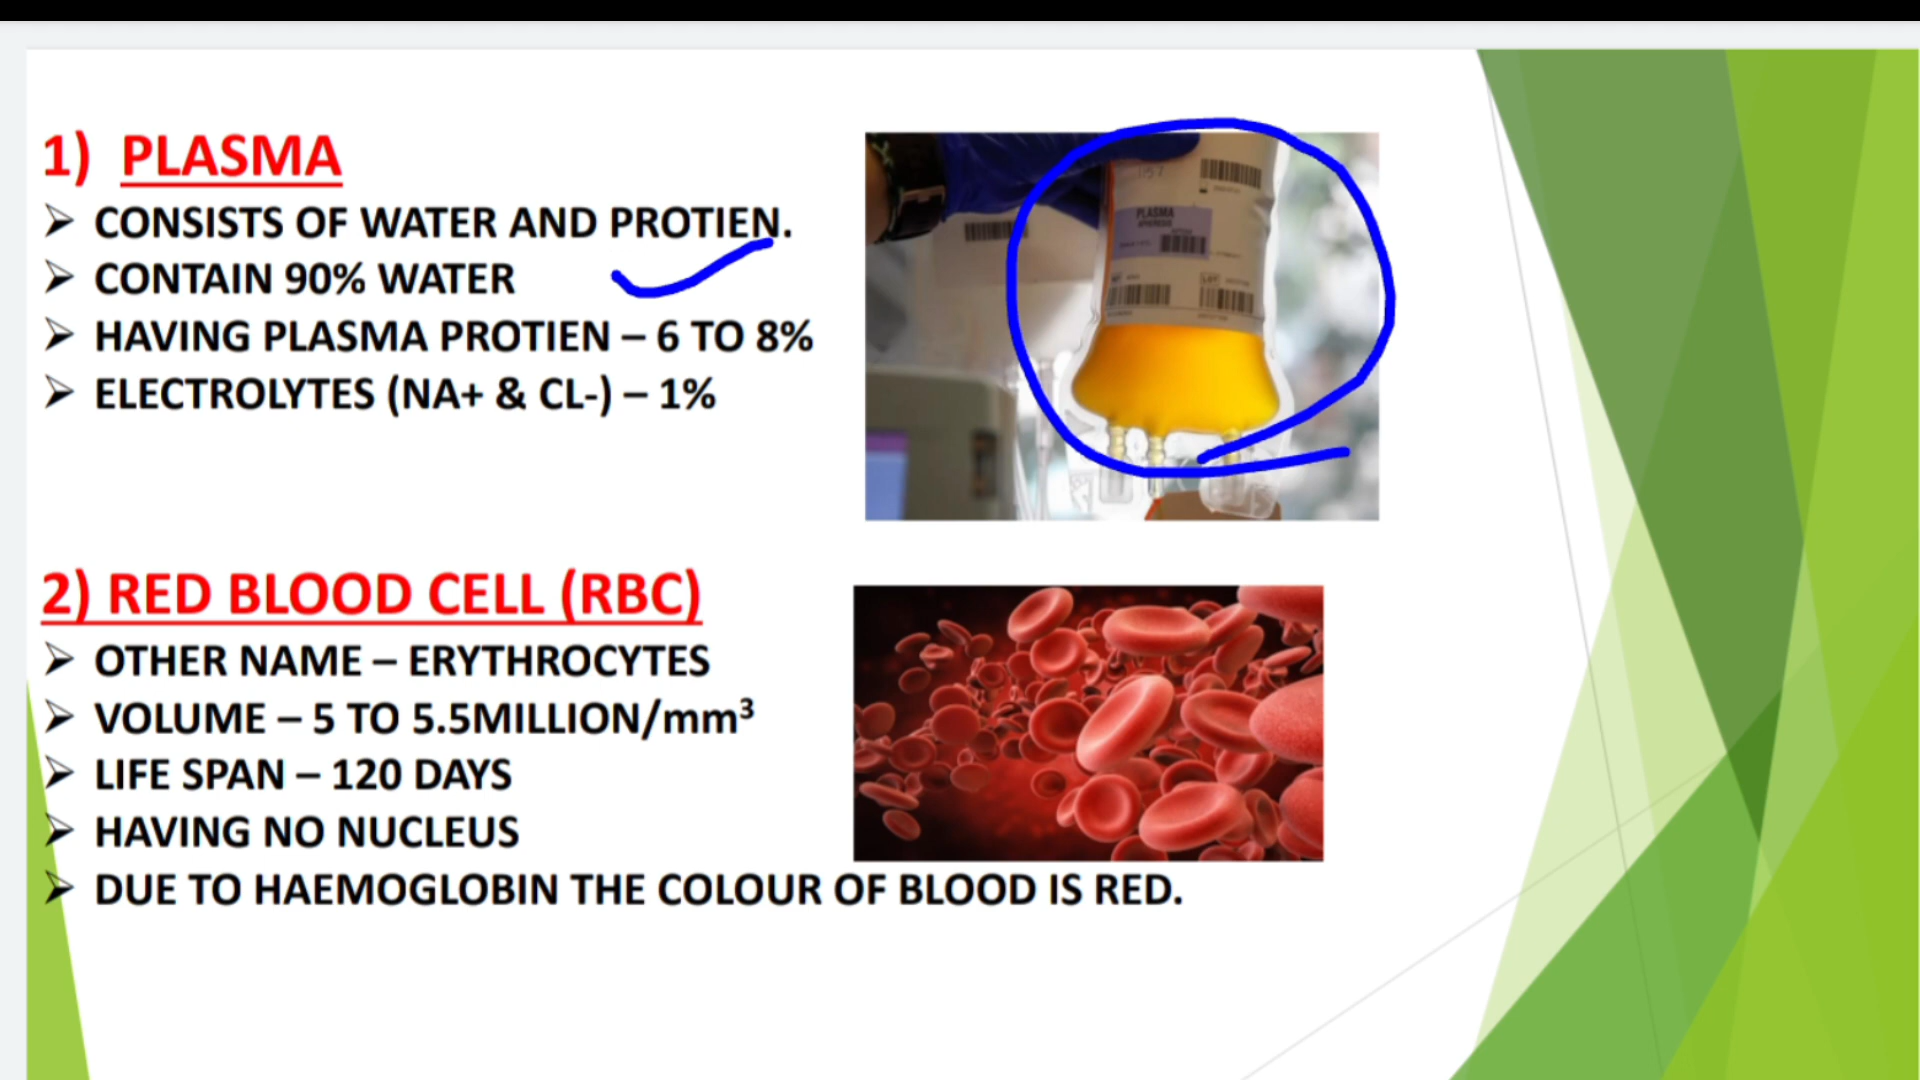 1) PLASMA
➢ CONSISTS OF WATER AND PROTIEN.
➢ CONTAIN 90% WATER
➢ HAVING PLASMA PROTIEN – 6 TO 8%
➢ ELECTROLYTES (NA+ & CL-) – 1%
PLASMA
2) RED BLOOD CELL (RBC)
➢ OTHER NAME – ERYTHROCYTES
➢ VOLUME – 5 TO 5.5MILLION/mm³
➢ LIFE SPAN – 120 DAYS
➢ HAVING NO NUCLEUS
➢ DUE TO HAEMOGLOBIN THE COLOUR OF BLOOD IS RED.